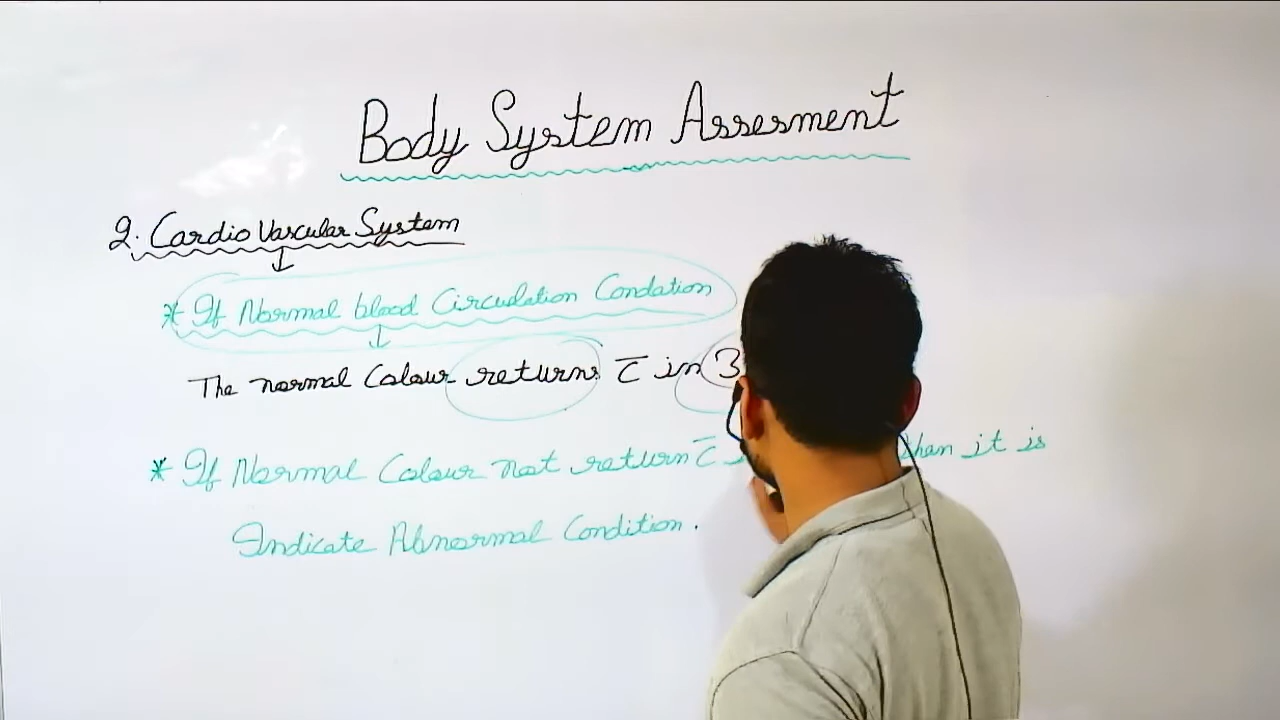 Body System Assesment
2. Cardio Vascular System
* If Normal blood Circulation Condation
The normal Colour returns c̅ in 3
* If Normal Colour not return c̅ than it is
Indicate Abnormal Condition.